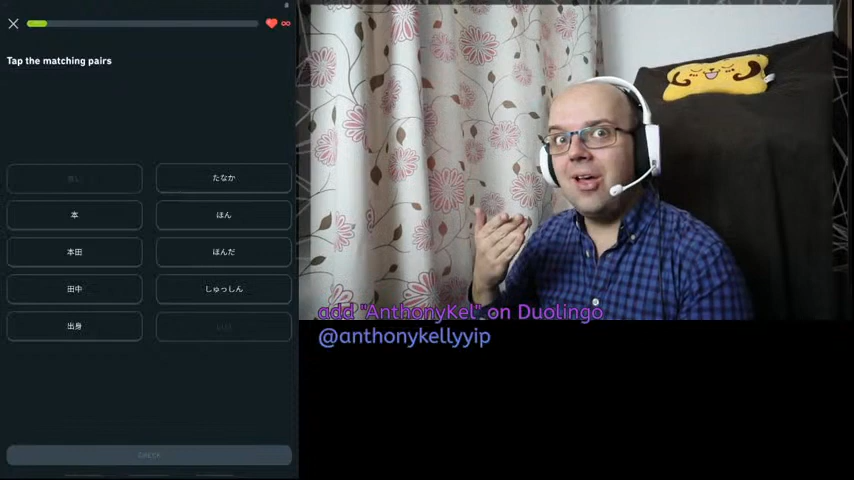 ∞
Tap the matching pairs
たなか
本
ほん
本田
ほんだ
田中
しゅっしん
出身
CHECK
add "AnthonyKel" on Duolingo
@anthonykellyyip